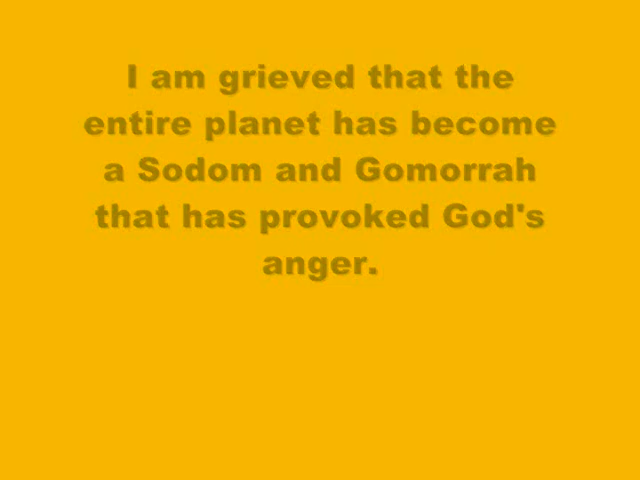 I am grieved that the
entire planet has become
a Sodom and Gomorrah
that has provoked God's
anger.